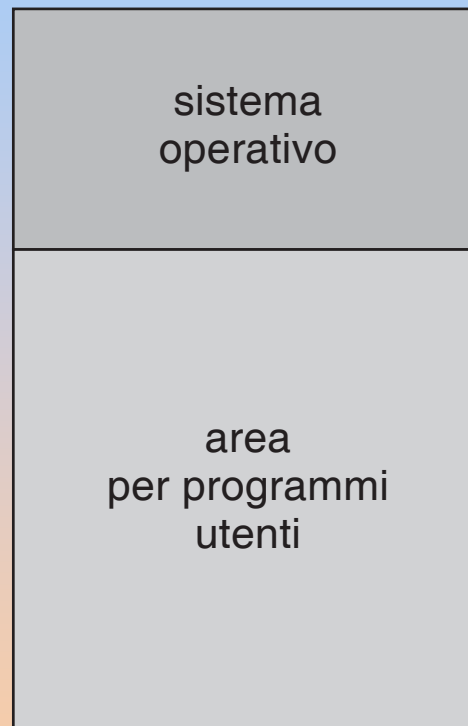 sistema
operativo
area
per programmi
utenti